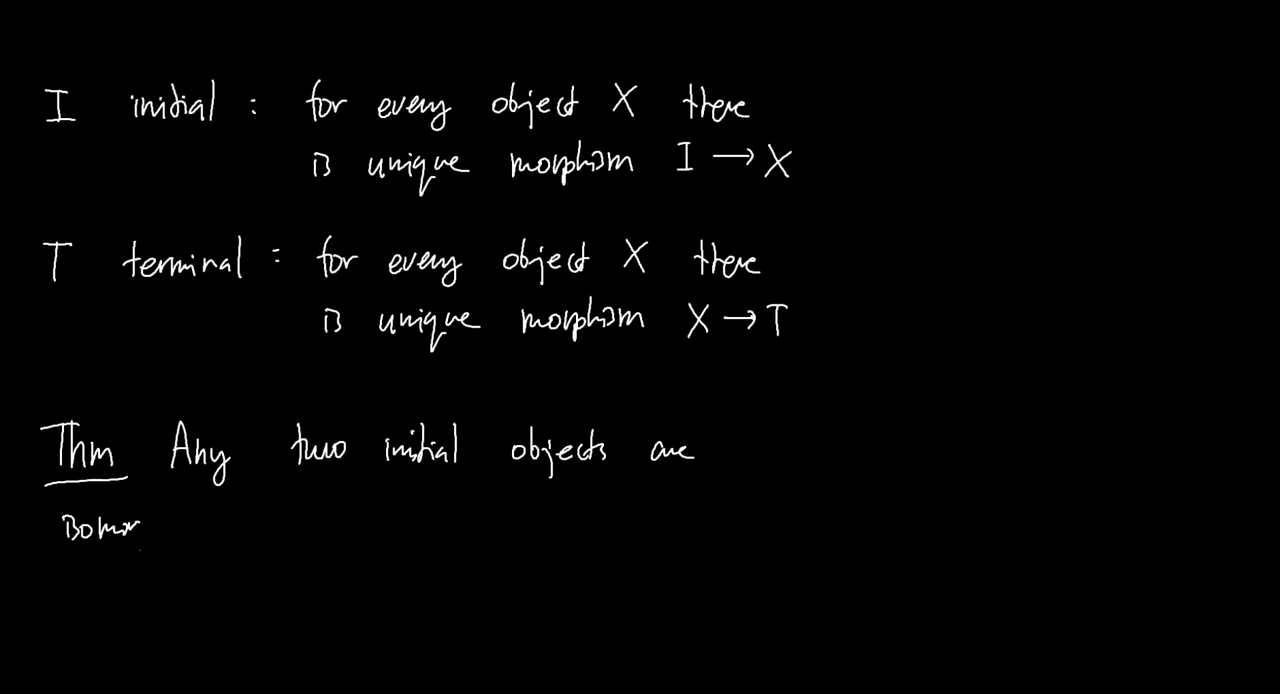 I initial : for every object X there
is unique morphism I → X
T terminal : for every object X there
is unique morphism X → T
Thm Any two initial objects are
isomor